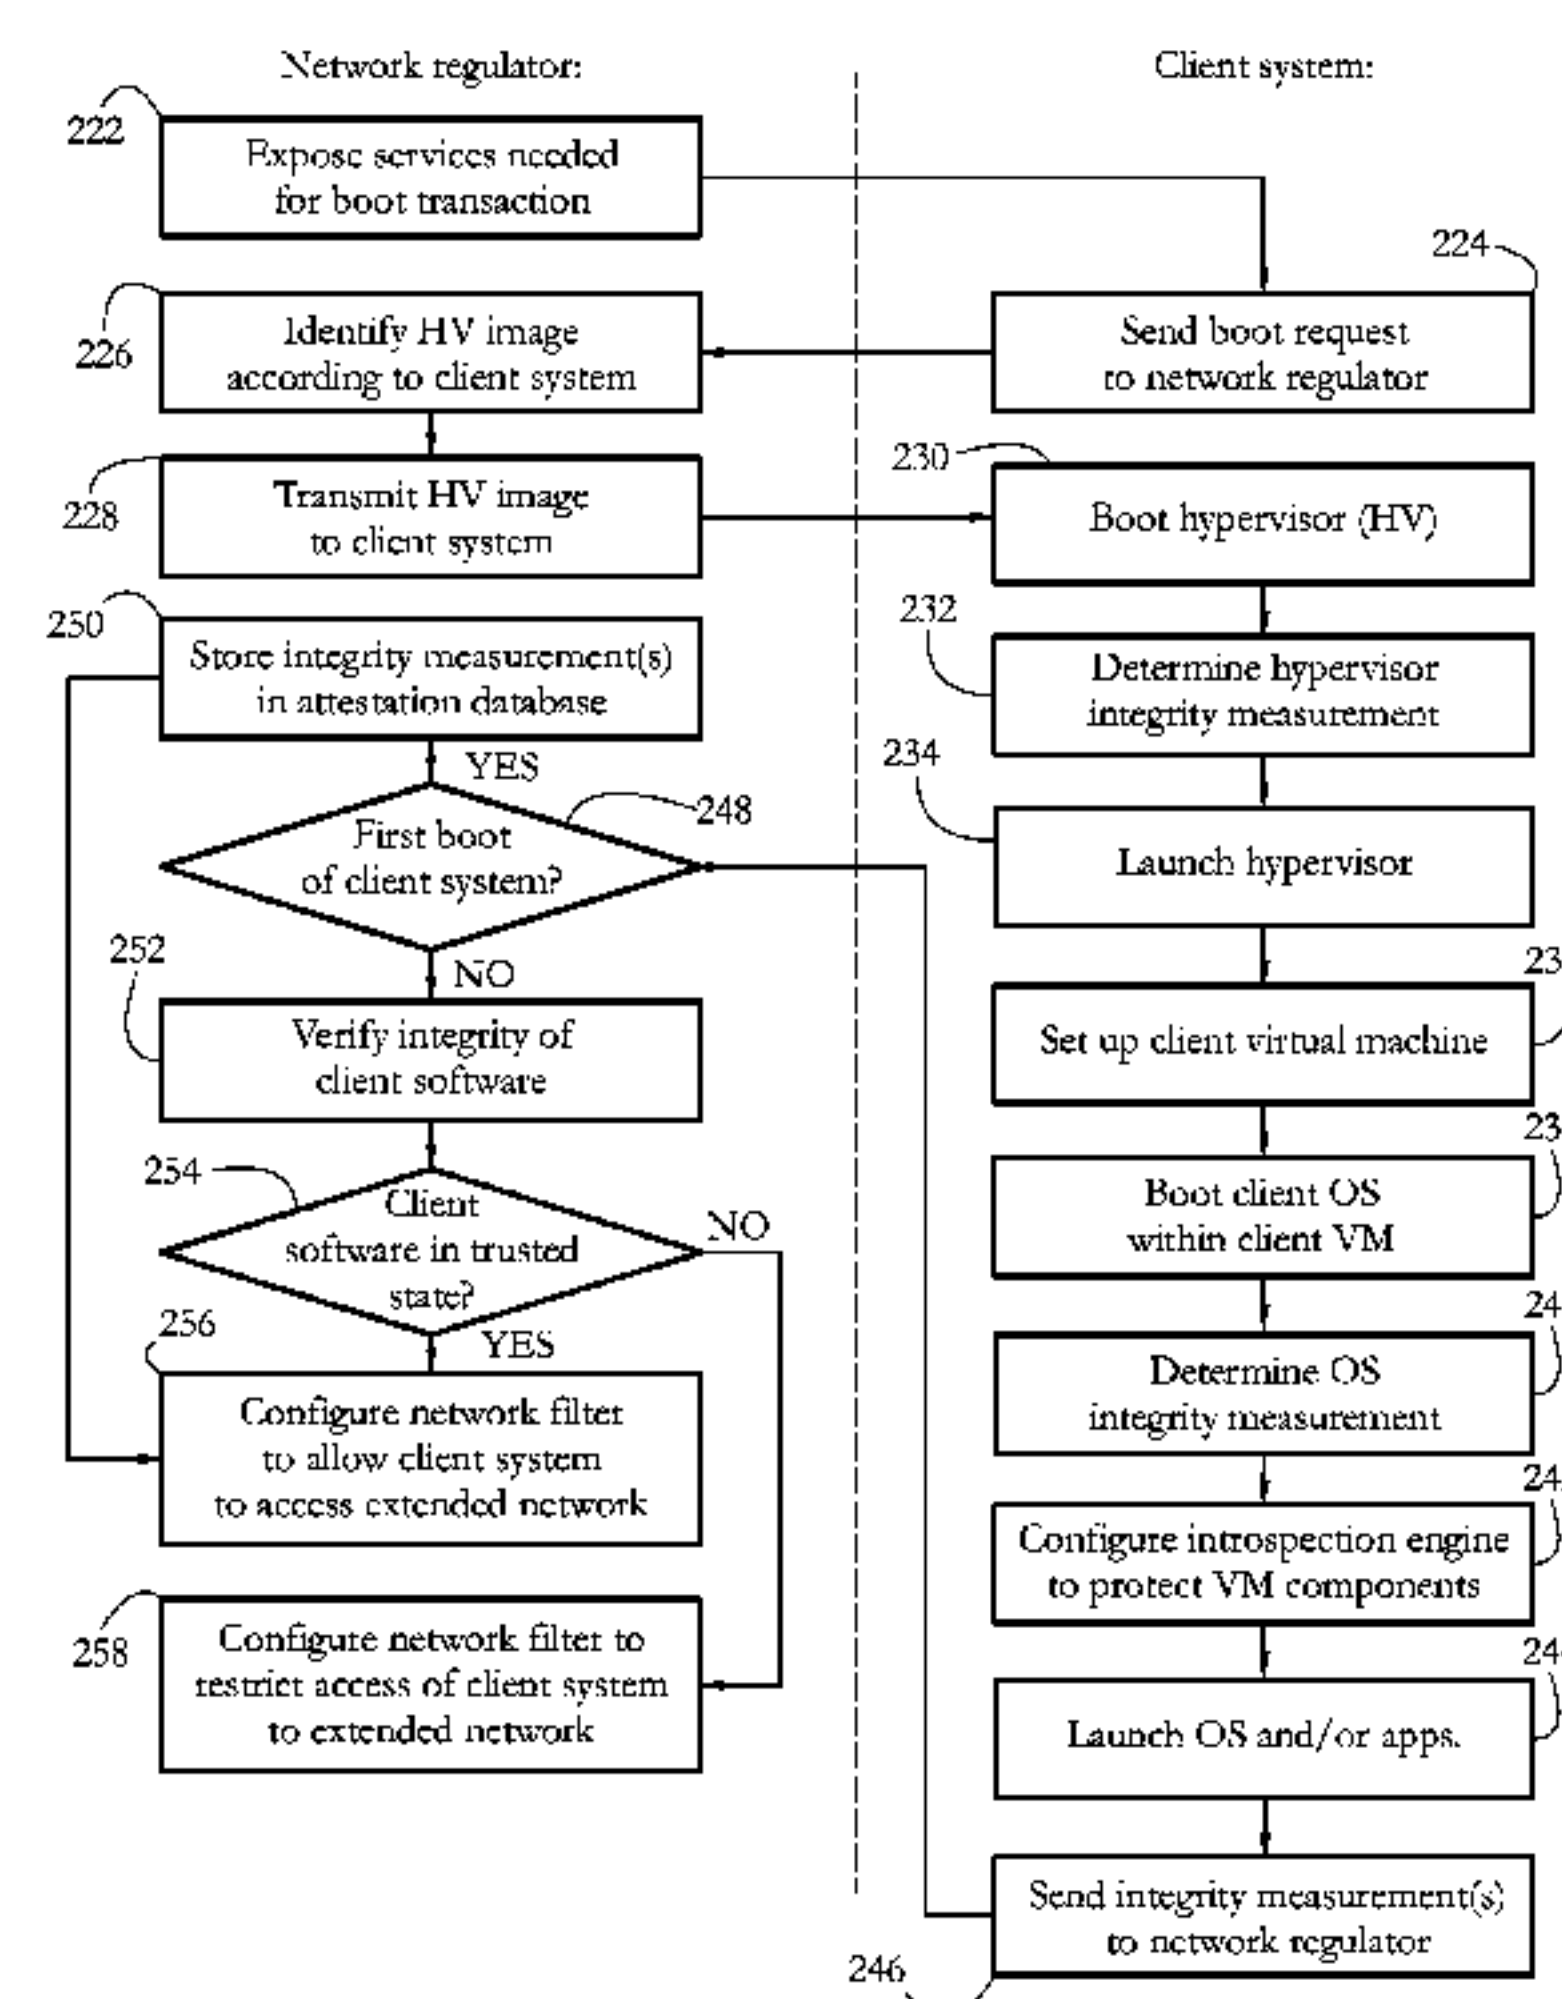 Network regulator:
222
Expose services needed
for boot transaction
226
Identify HV image
according to client system
228
Transmit HV image
to client system
250
Store integrity measurement(s)
in attestation database
YES
248
First boot
of client system?
NO
252
Verify integrity of
client software
254
Client
software in trusted
state?
NO
YES
256
Configure network filter
to allow client system
to access extended network
258
Configure network filter to
restrict access of client system
to extended network
Client system:
224
Send boot request
to network regulator
230
Boot hypervisor (HV)
232
Determine hypervisor
integrity measurement
234
Launch hypervisor
Set up client virtual machine
Boot client OS
within client VM
Determine OS
integrity measurement
Configure introspection engine
to protect VM components
Launch OS and/or apps.
Send integrity measurement(s)
to network regulator
246